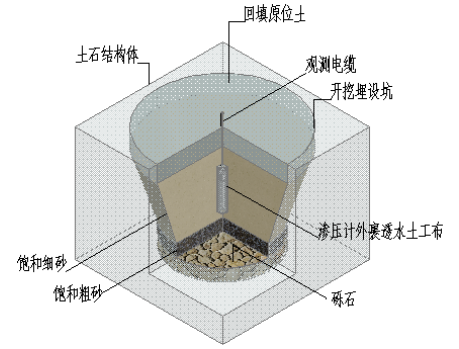 回填原位土
土石结构体
观测电缆
开挖埋设坑
渗压计外裹透水土工布
饱和细砂
饱和粗砂
砾石